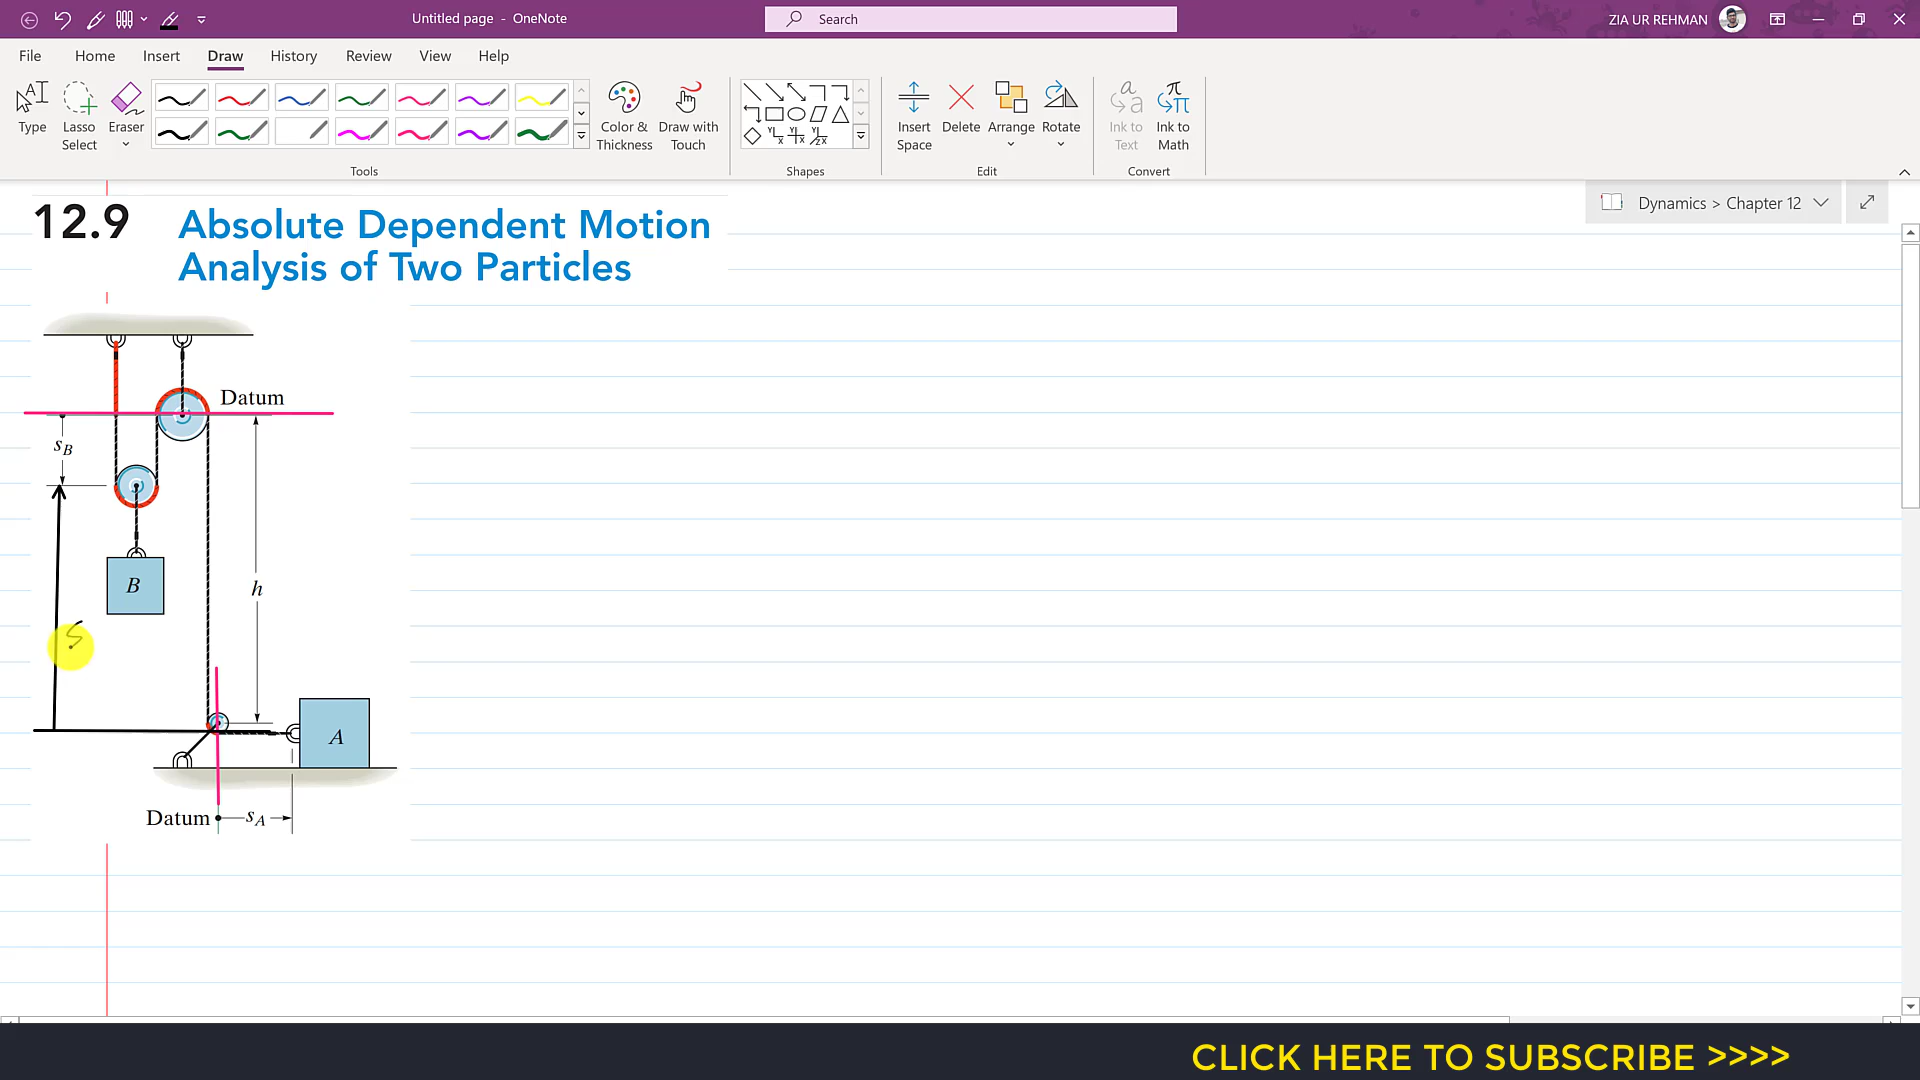 Untitled page - OneNote
Search
ZIA UR REHMAN
File
Home
Insert
Draw
History
Review
View
Help
Type
Lasso
Select
Eraser
Color &
Thickness
Draw with
Touch
Insert
Space
Delete
Arrange
Rotate
Ink to
Text
Ink to
Math
Tools
Shapes
Edit
Convert
Dynamics > Chapter 12
12.9 Absolute Dependent Motion
Analysis of Two Particles
Datum
sB
B
h
S
A
Datum
sA
CLICK HERE TO SUBSCRIBE >>>>